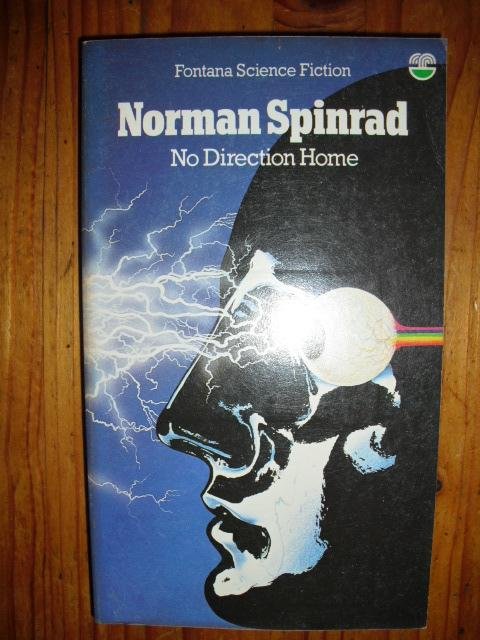 Fontana Science Fiction
Norman Spinrad
No Direction Home